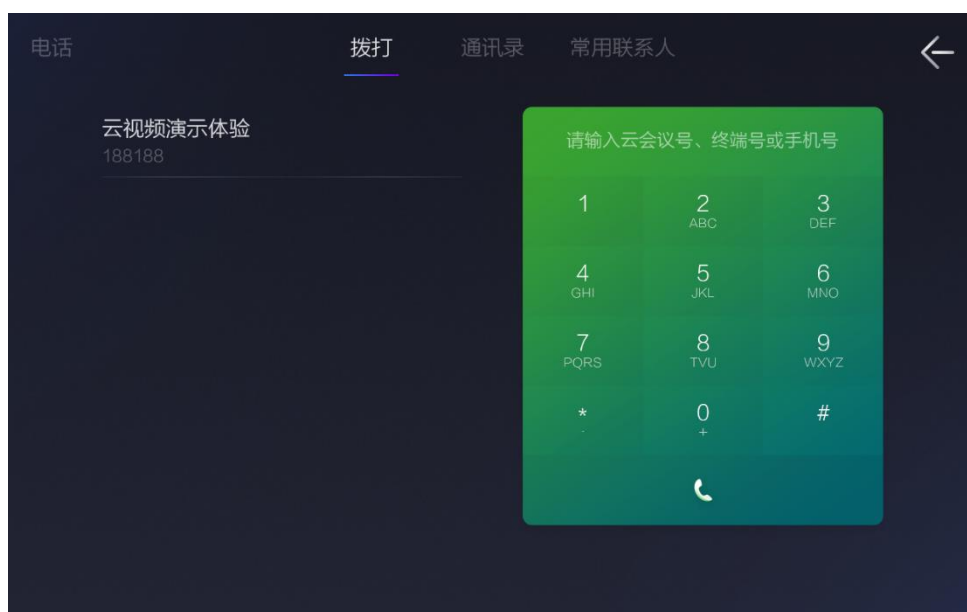 电话 拨打 通讯录 常用联系人
云视频演示体验
188188
请输入云会议号、终端号或手机号
1 2 3
ABC DEF
4 5 6
GHI JKL MNO
7 8 9
PQRS TVU WXYZ
* 0 #
. +